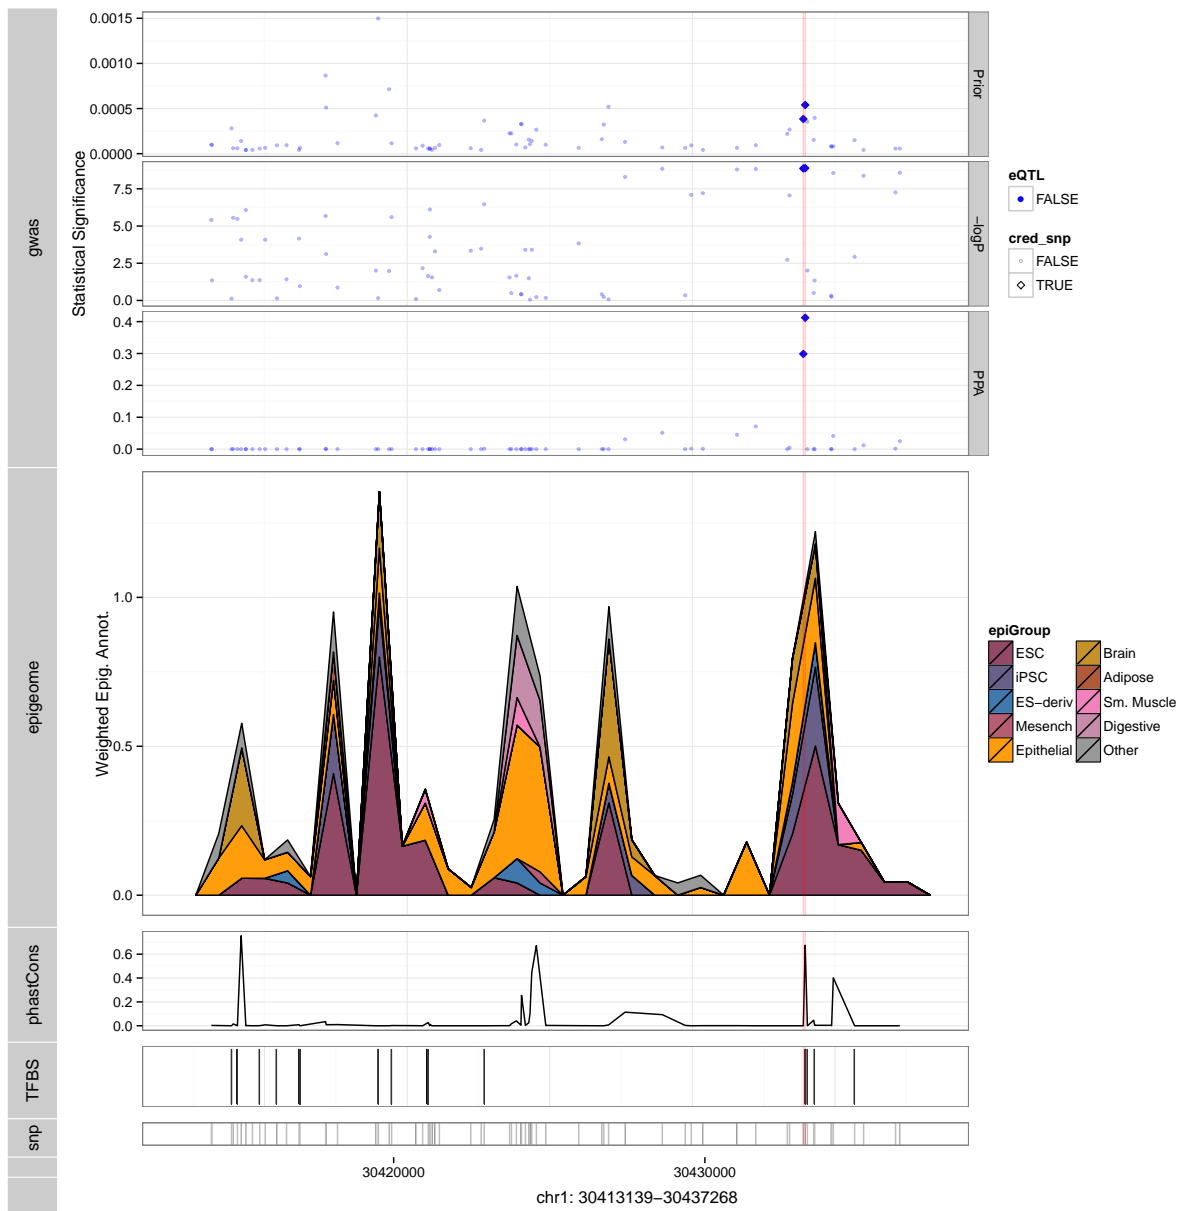 gwas
Statistical Significance
0.0015
0.0010
0.0005
0.0000
Prior
7.5
5.0
2.5
0.0
−logP
0.4
0.3
0.2
0.1
0.0
PPA
eQTL
FALSE
cred_snp
FALSE
TRUE
epigeome
Weighted Epig. Annot.
1.0
0.5
0.0
epiGroup
ESC
Brain
iPSC
Adipose
ES−deriv
Sm. Muscle
Mesench
Digestive
Epithelial
Other
phastCons
0.6
0.4
0.2
0.0
TFBS
snp
30420000
30430000
chr1: 30413139−30437268